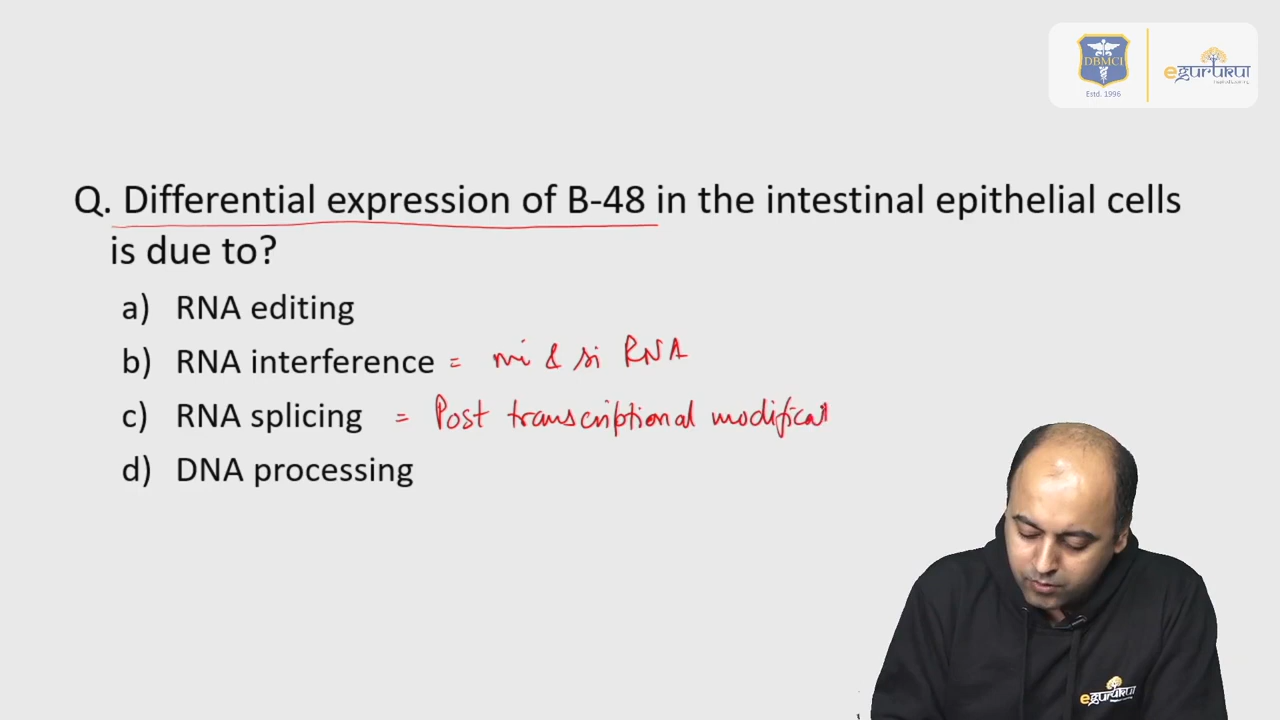 DBMCI
Estd. 1996
egurukul
Q. Differential expression of B-48 in the intestinal epithelial cells
is due to?
a) RNA editing
b) RNA interference = mi & si RNA
c) RNA splicing = Post transcriptional modificat
d) DNA processing
egurukul